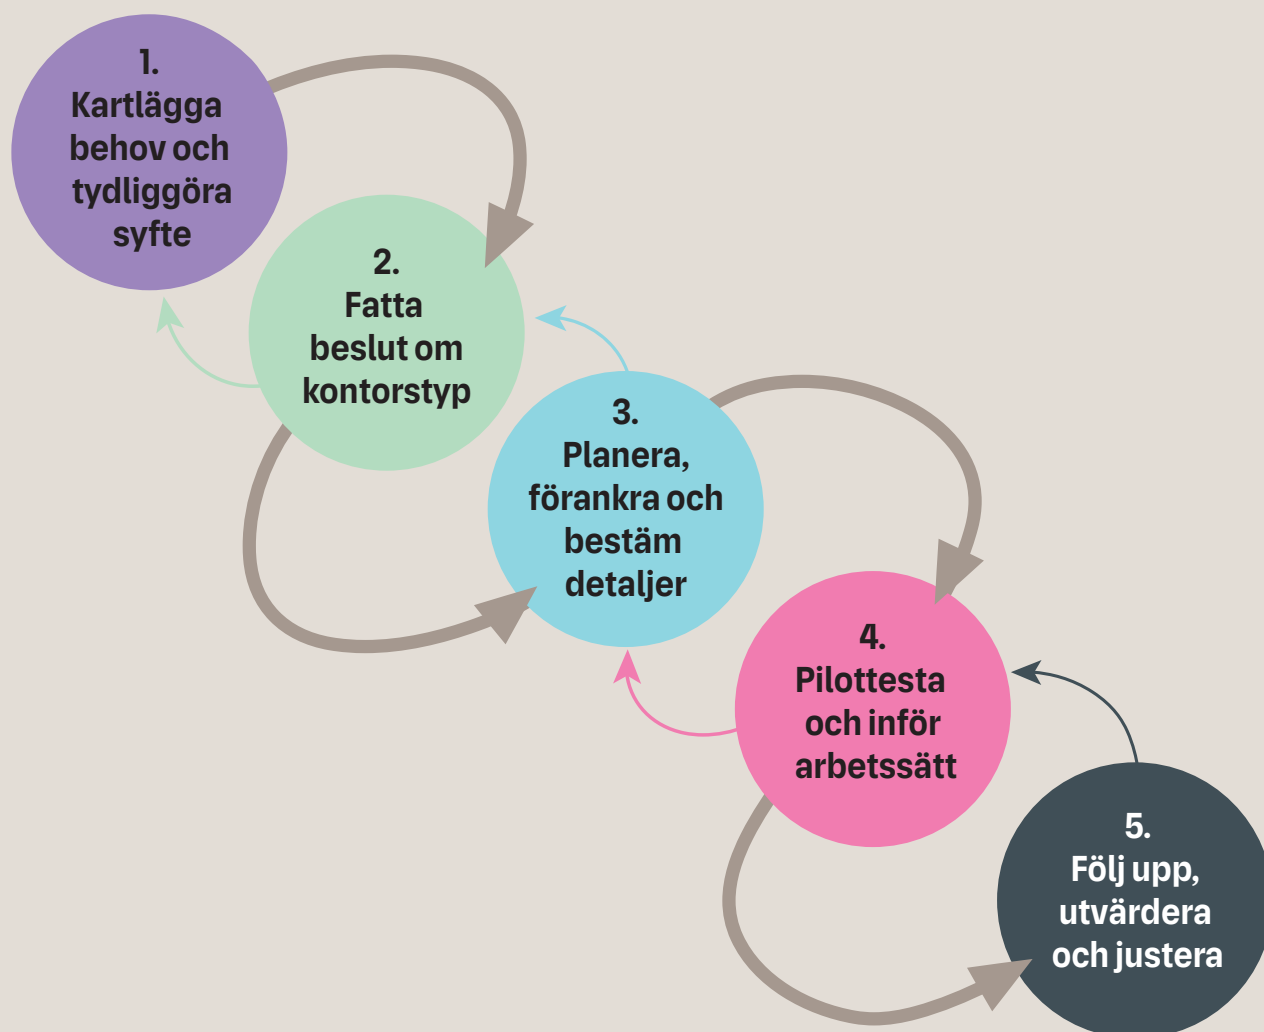 1.
Kartlägga
behov och
tydliggöra
syfte
2.
Fatta
beslut om
kontorstyp
3.
Planera,
förankra och
bestäm
detaljer
4.
Pilottesta
och inför
arbetssätt
5.
Följ upp,
utvärdera
och justera